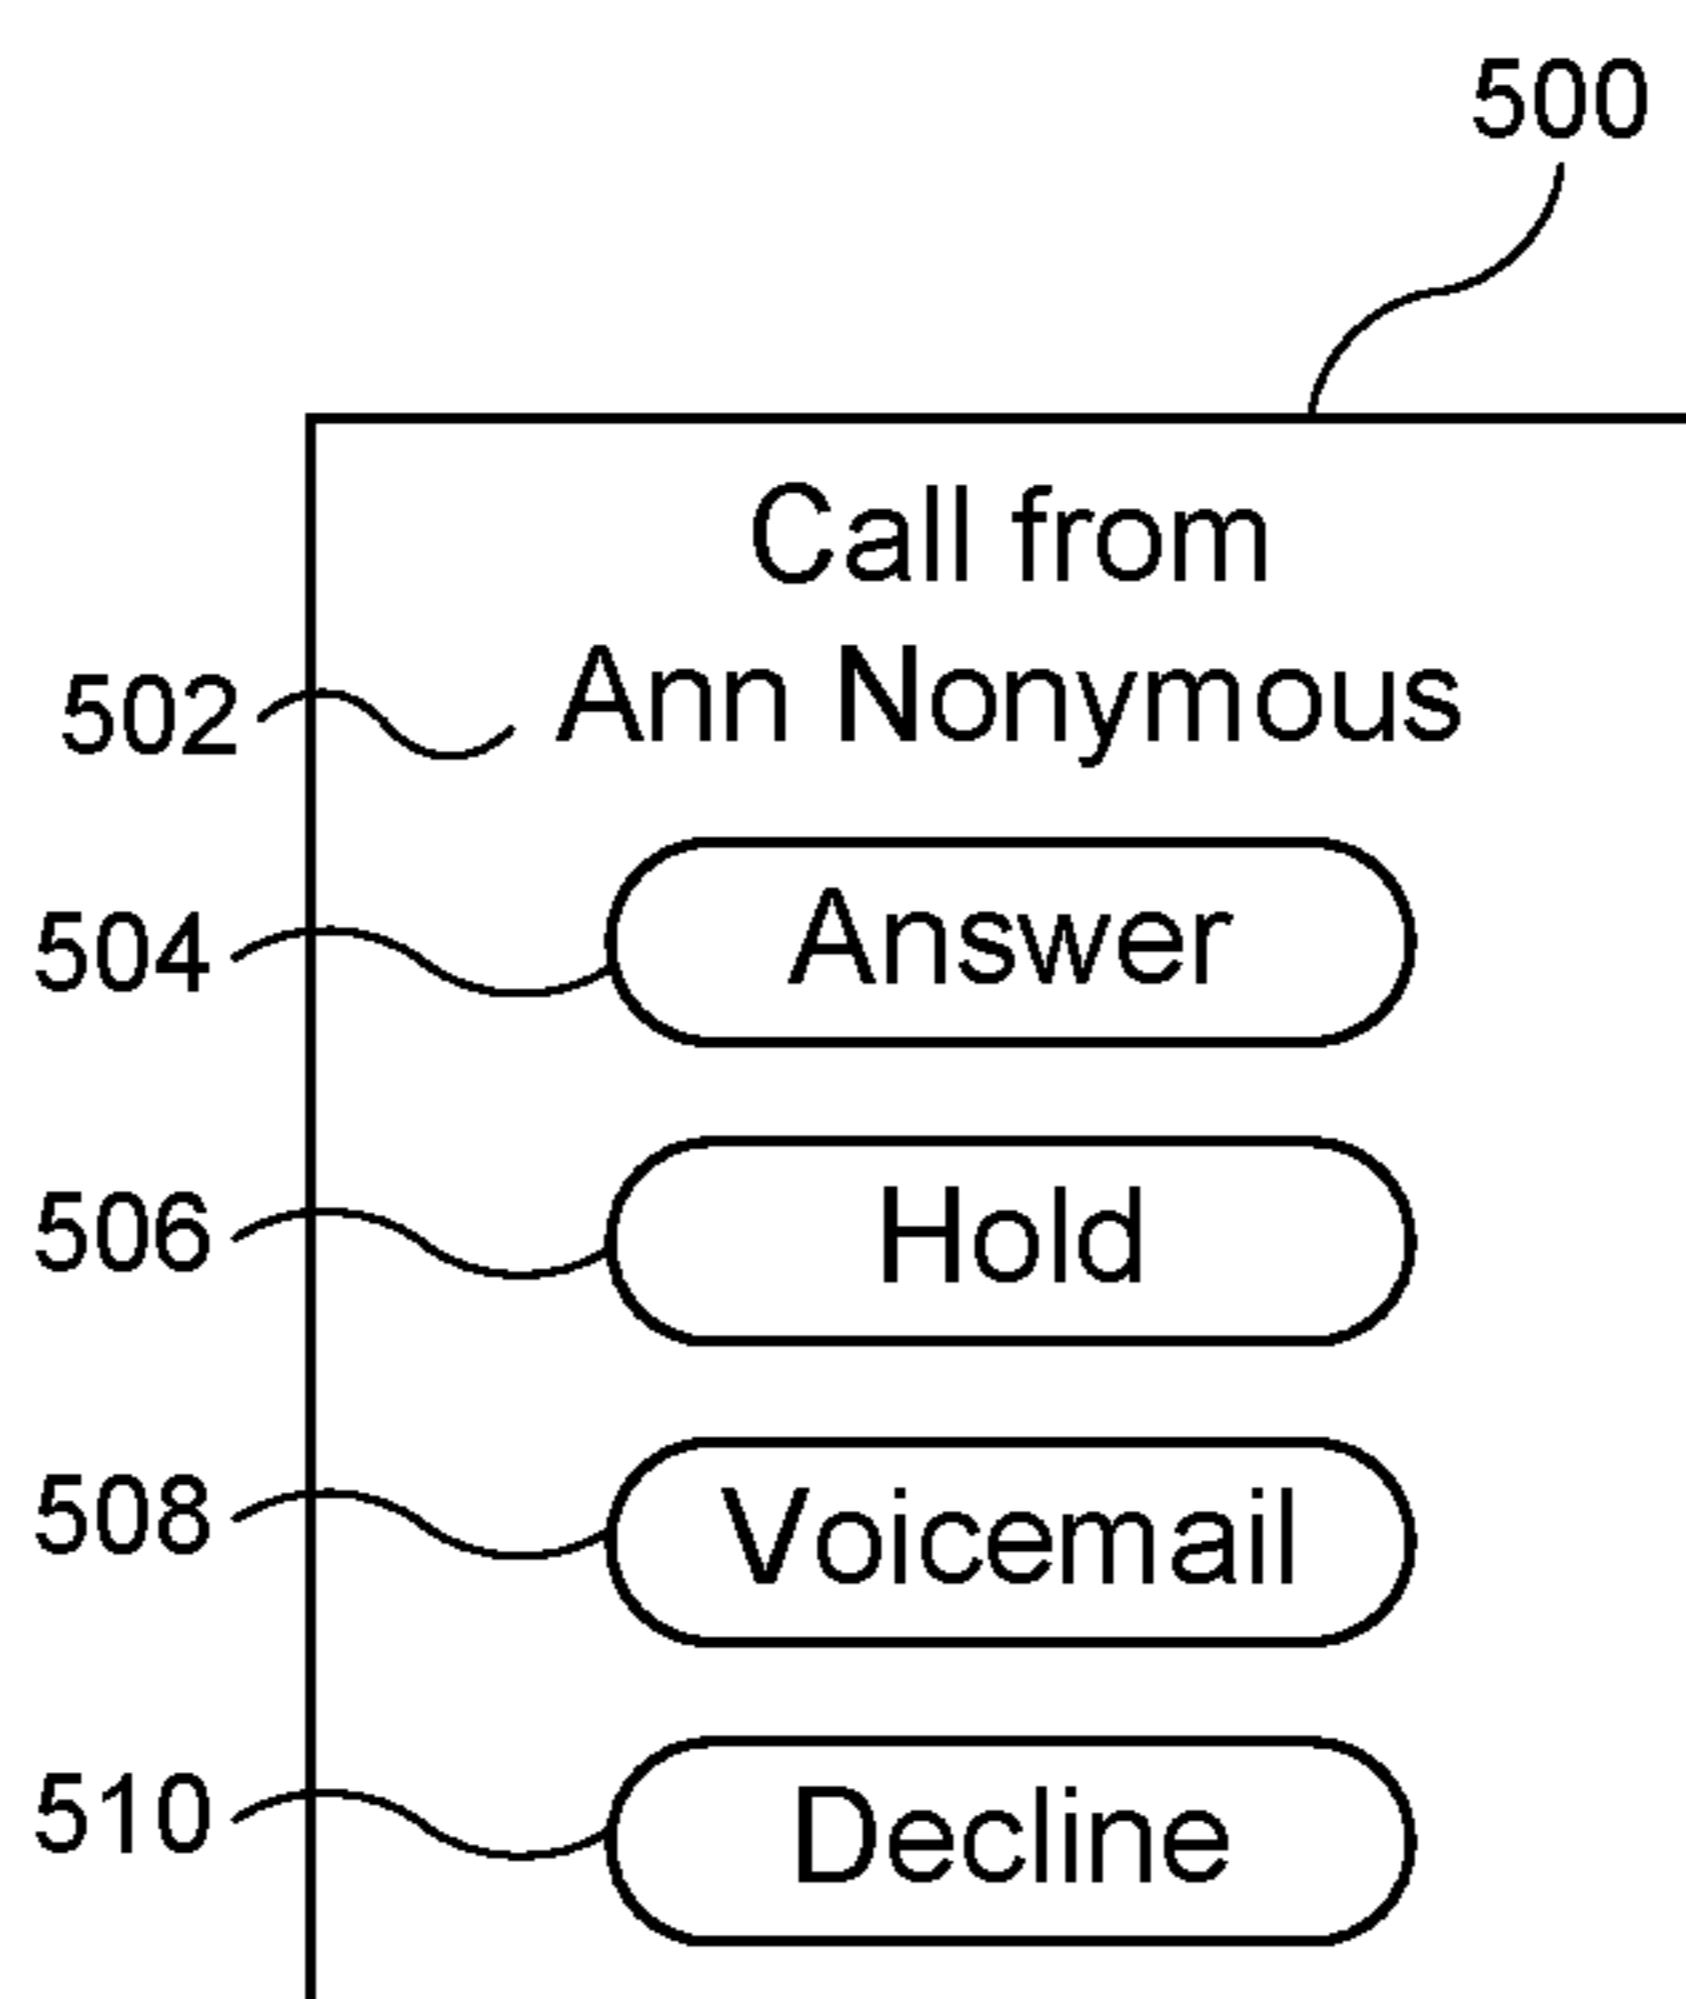 500
Call from
502 Ann Nonymous
504 Answer
506 Hold
508 Voicemail
510 Decline